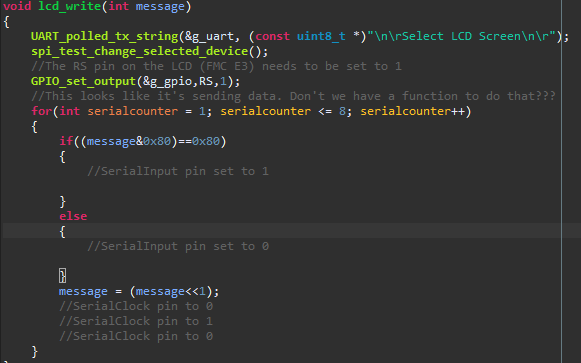 void lcd_write(int message)
{
UART_polled_tx_string(&g_uart, (const uint8_t *)"\n\rSelect LCD Screen\n\r");
spi_test_change_selected_device();
//The RS pin on the LCD (FMC E3) needs to be set to 1
GPIO_set_output(&g_gpio,RS,1);
//This looks like it's sending data. Don't we have a function to do that???
for(int serialcounter = 1; serialcounter <= 8; serialcounter++)
{
if((message&0x80)==0x80)
{
//SerialInput pin set to 1
}
else
{
//SerialInput pin set to 0
}
message = (message<<1);
//SerialClock pin to 0
//SerialClock pin to 1
//SerialClock pin to 0
}